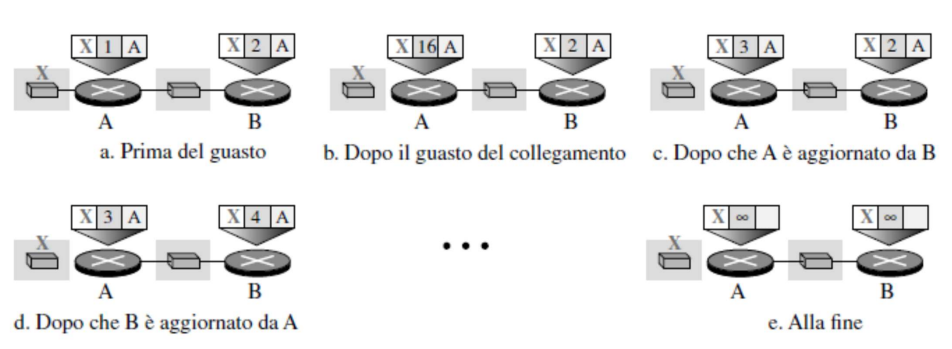 X 1 A
X 2 A
X 16 A
X 2 A
X 3 A
X 2 A
X
X
X
A
B
A
B
A
B
a. Prima del guasto
b. Dopo il guasto del collegamento
c. Dopo che A è aggiornato da B
X 3 A
X 4 A
X ∞
X ∞
X
• • •
X
A
B
A
B
d. Dopo che B è aggiornato da A
e. Alla fine